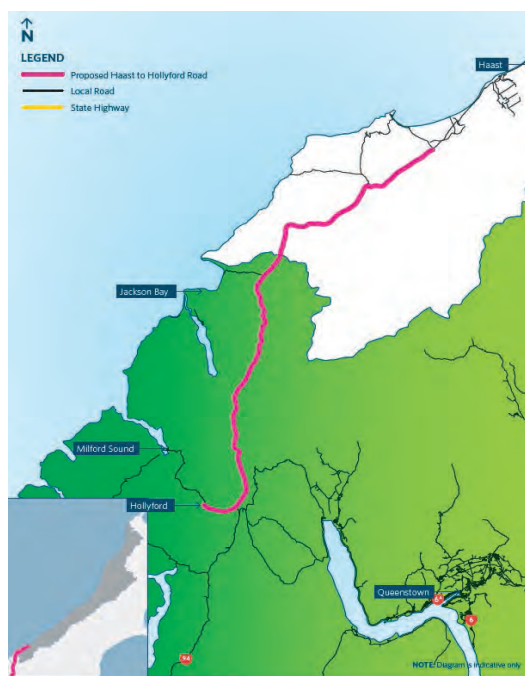 N
LEGEND
Proposed Haast to Hollyford Road
Local Road
State Highway
Haast
Jackson Bay
Milford Sound
Hollyford
Queenstown
6A
6
94
NOTE: Diagram is indicative only